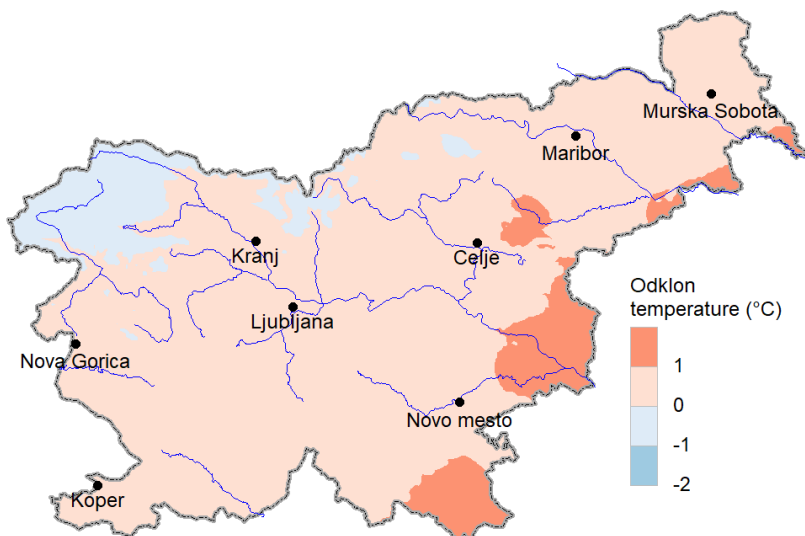 Murska Sobota
Maribor
Kranj
Celje
Ljubljana
Nova Gorica
Novo mesto
Koper
Odklon
temperature (°C)
1
0
-1
-2